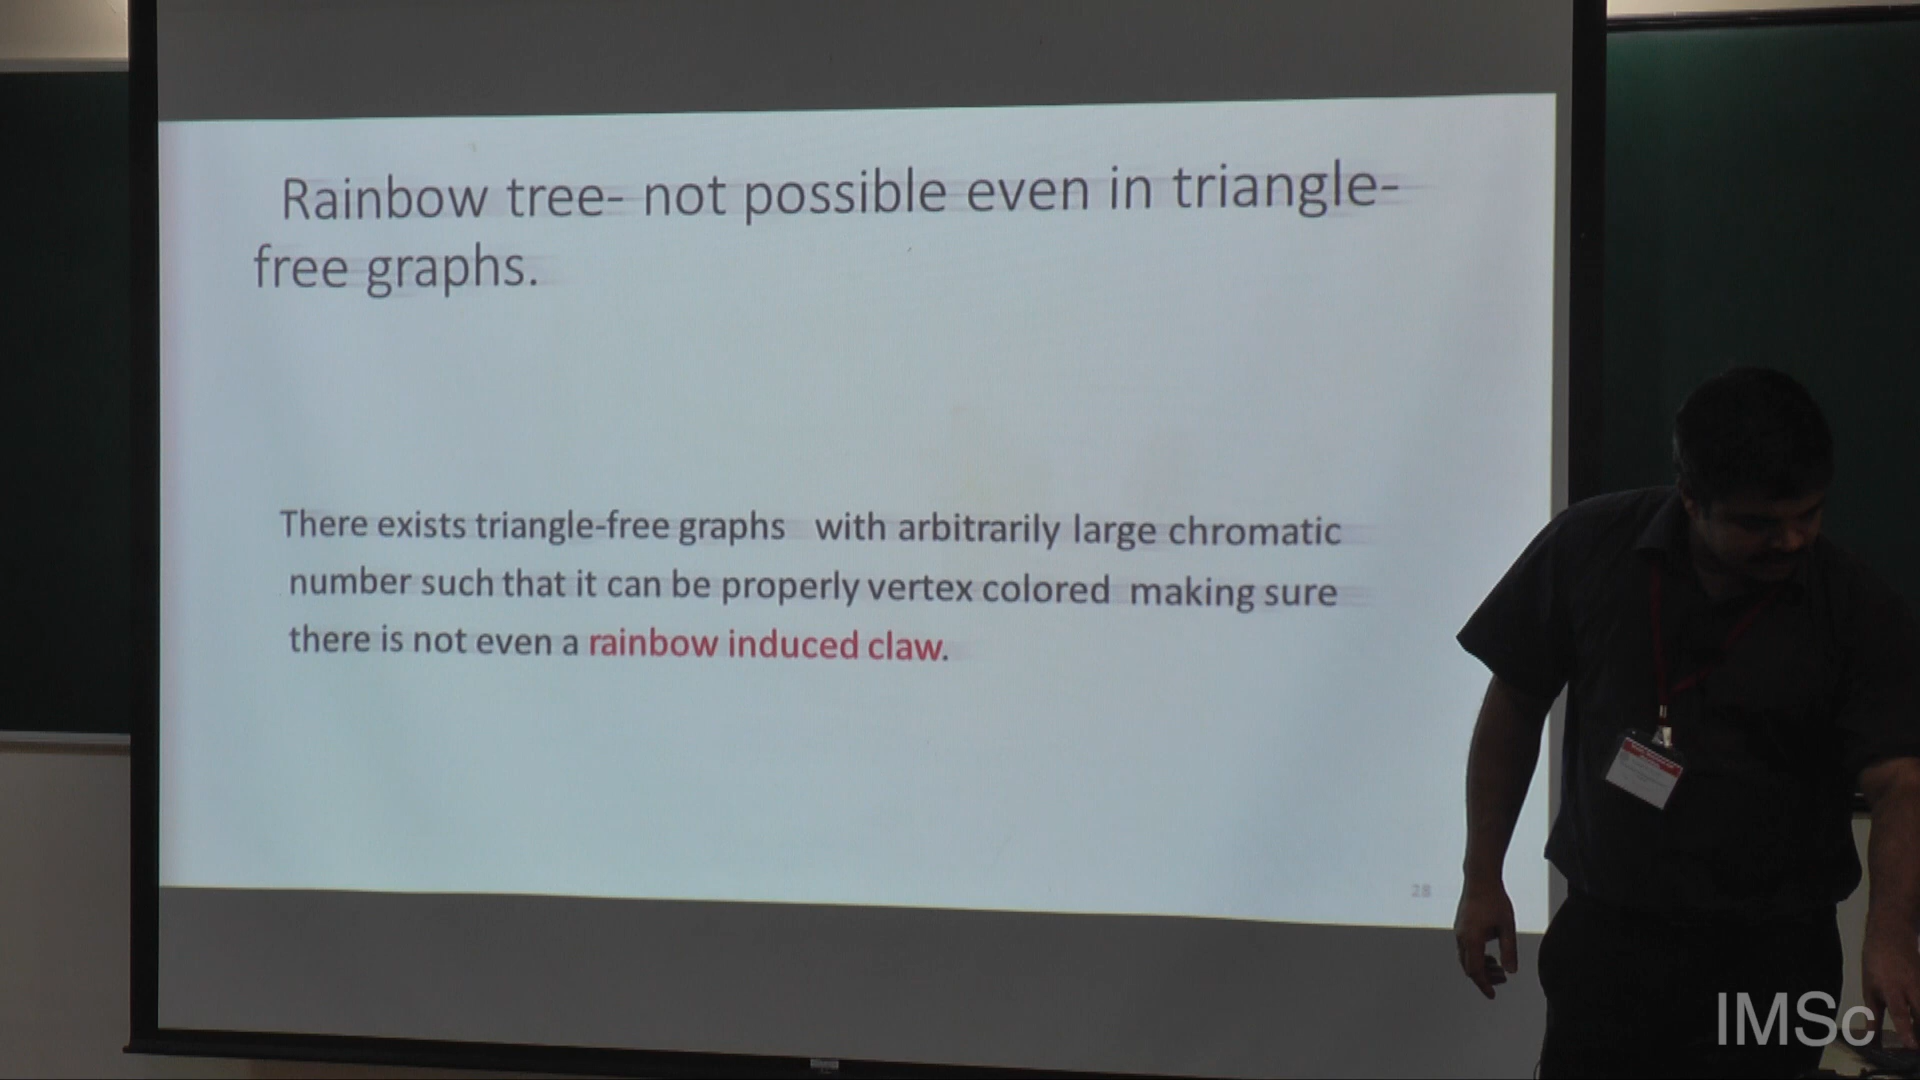 Rainbow tree- not possible even in triangle-
free graphs.
There exists triangle-free graphs with arbitrarily large chromatic
number such that it can be properly vertex colored making sure
there is not even a rainbow induced claw.
28
IMSc